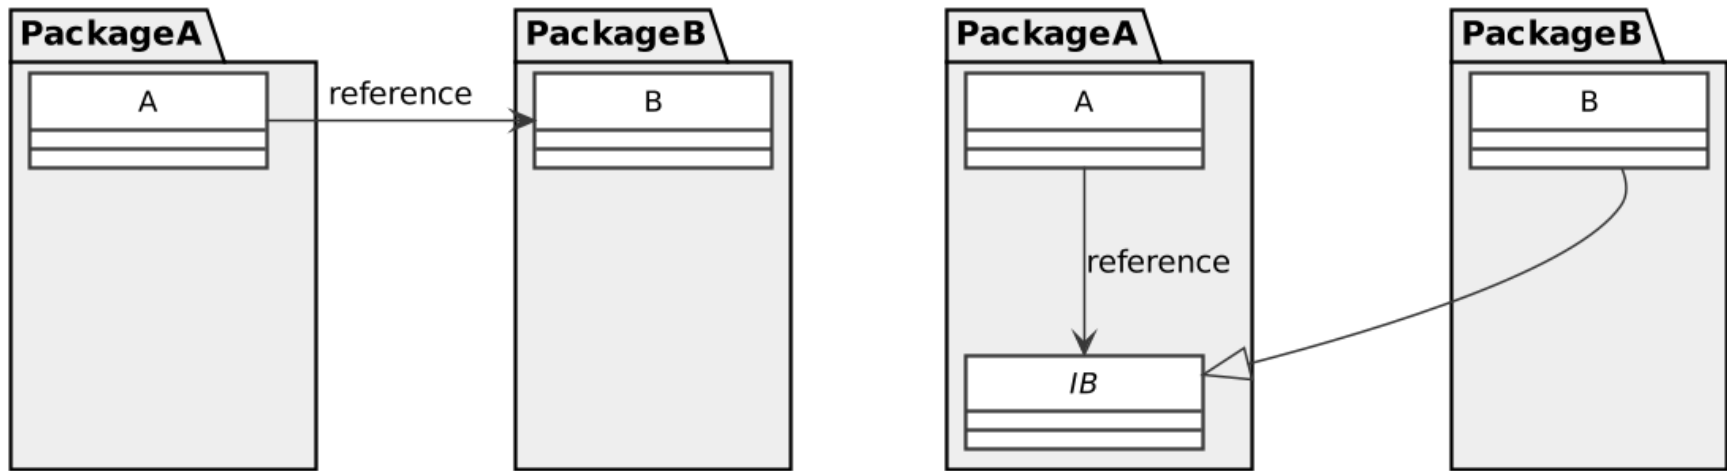 PackageA
A
reference
PackageB
B
PackageA
A
reference
IB
PackageB
B